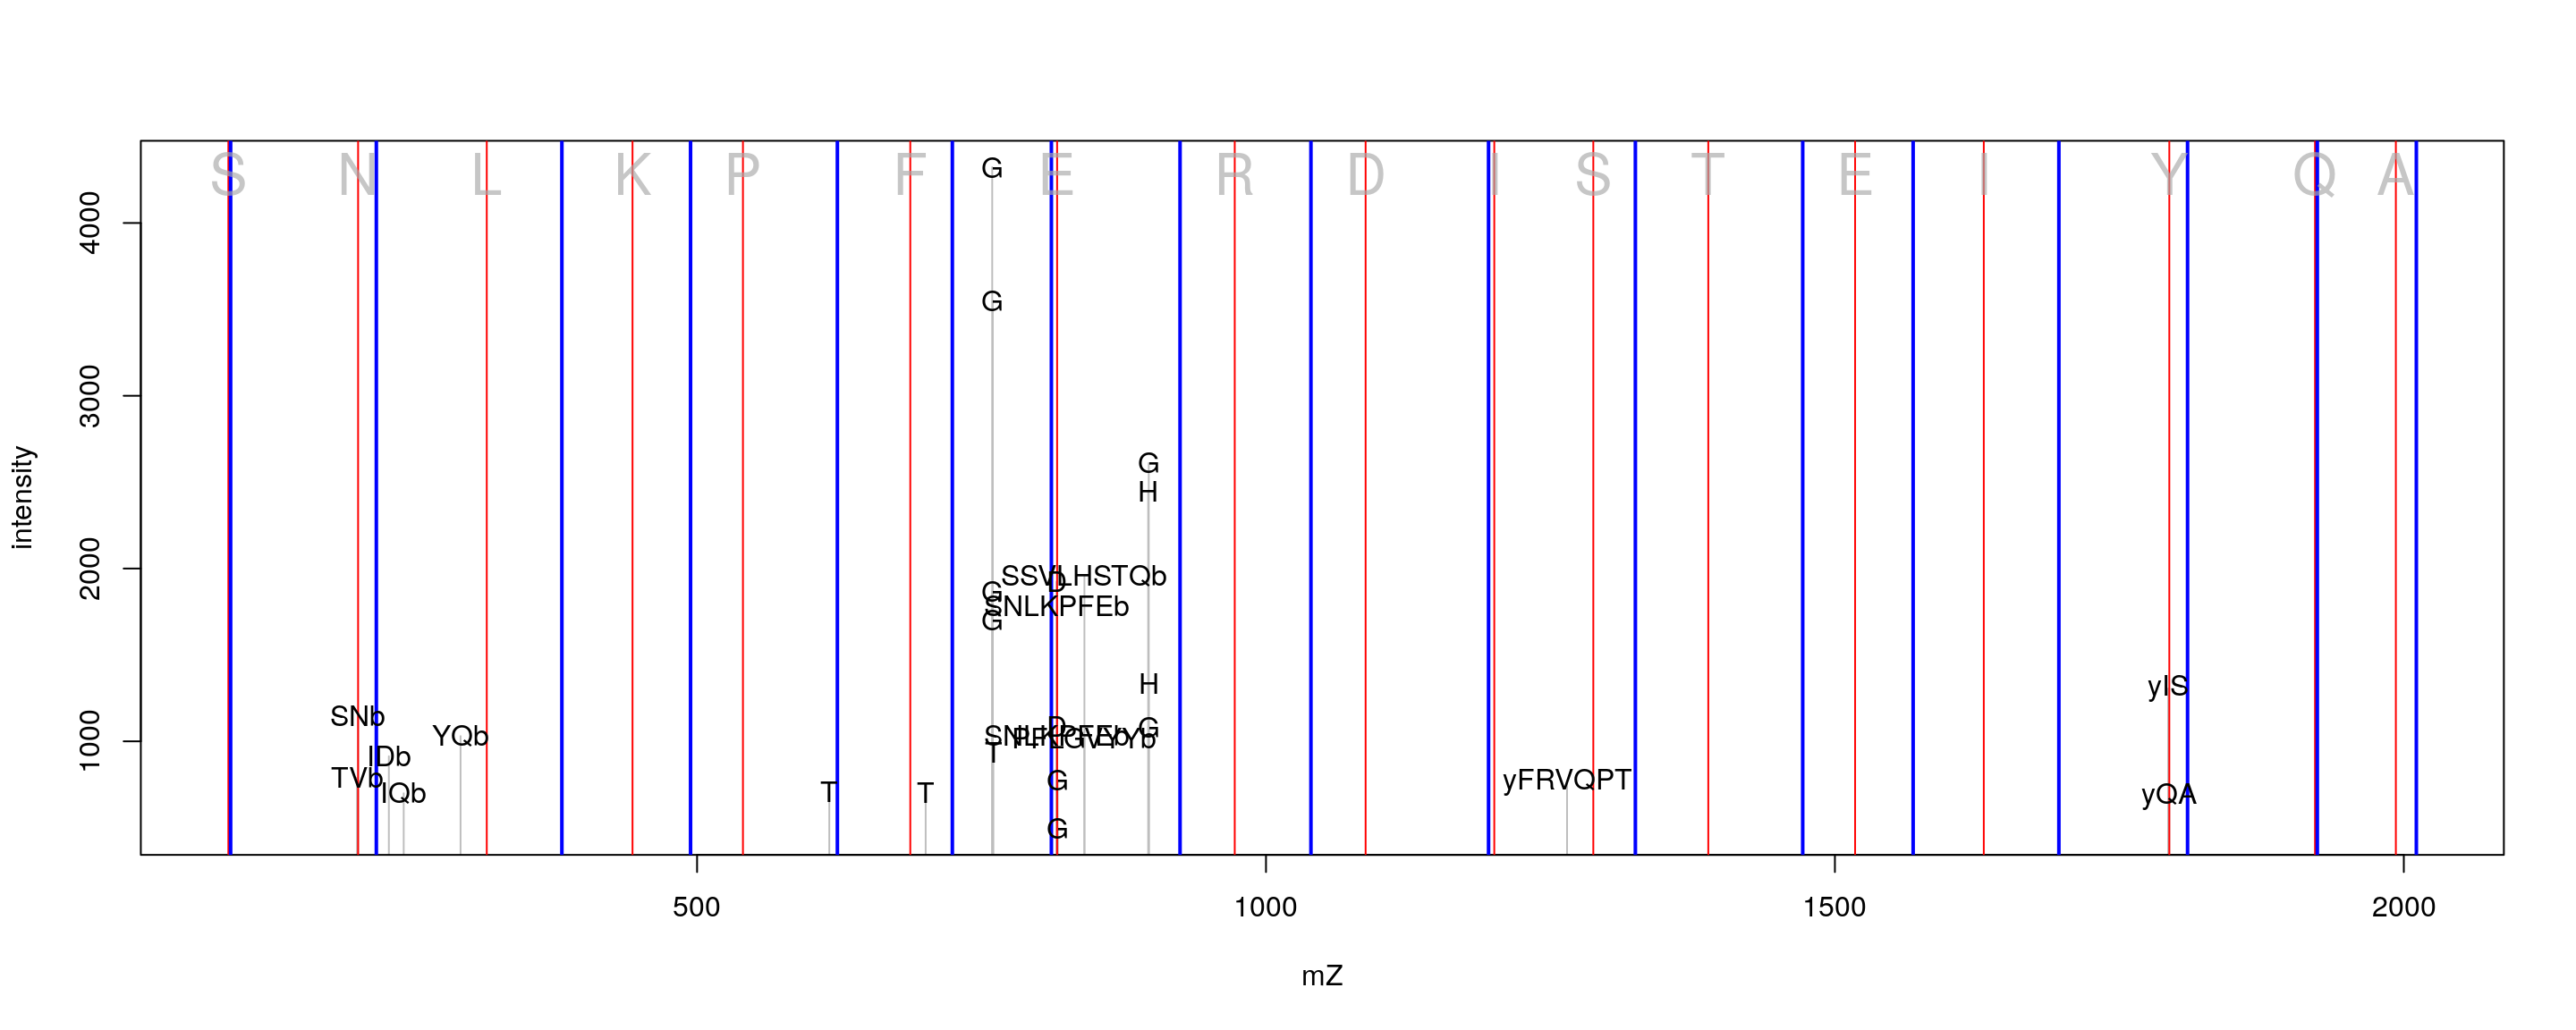 S N L K P F E R D I S T E I Y Q A
G
G
G
H
SSVLHSTQb
D
G
SNLKPFEb
G
H
yIS
SNb
D
G
YQb
SNLKPFEb
T
IDb
TVb
IQb
T
T
G
yFRVQPT
yQA
G
4000
3000
2000
1000
intensity
500 1000 1500 2000
mZ